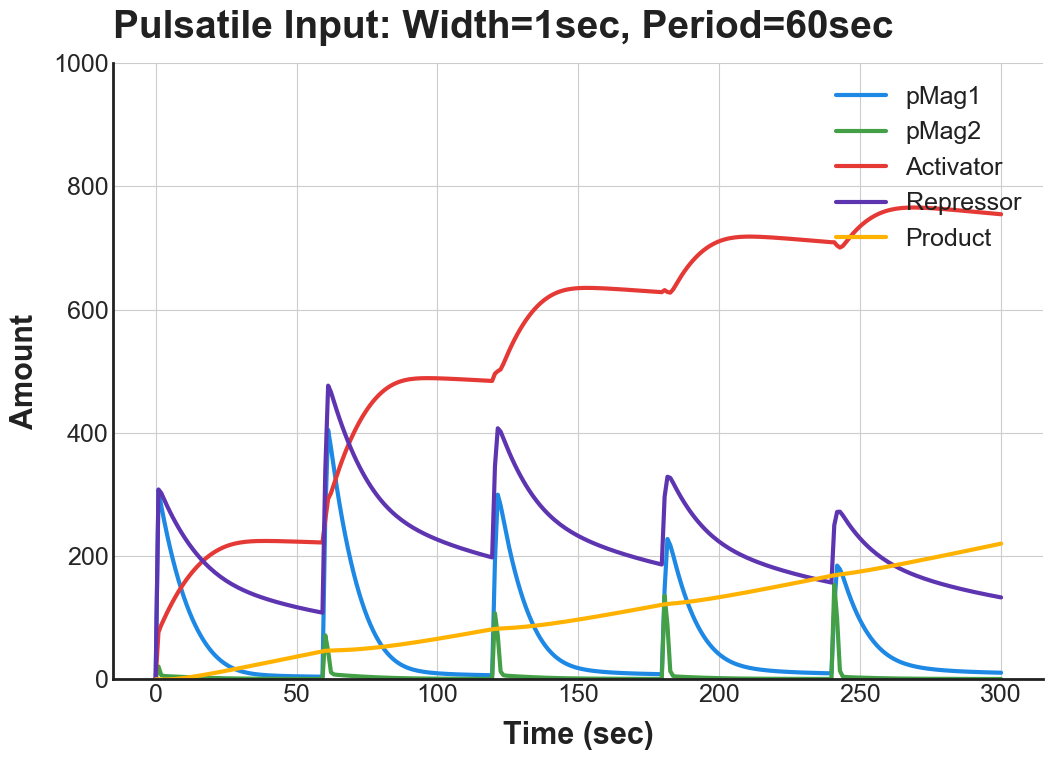 Pulsatile Input: Width=1sec, Period=60sec
1000
800
600
400
200
0
Amount
pMag1
pMag2
Activator
Repressor
Product
0 50 100 150 200 250 300
Time (sec)